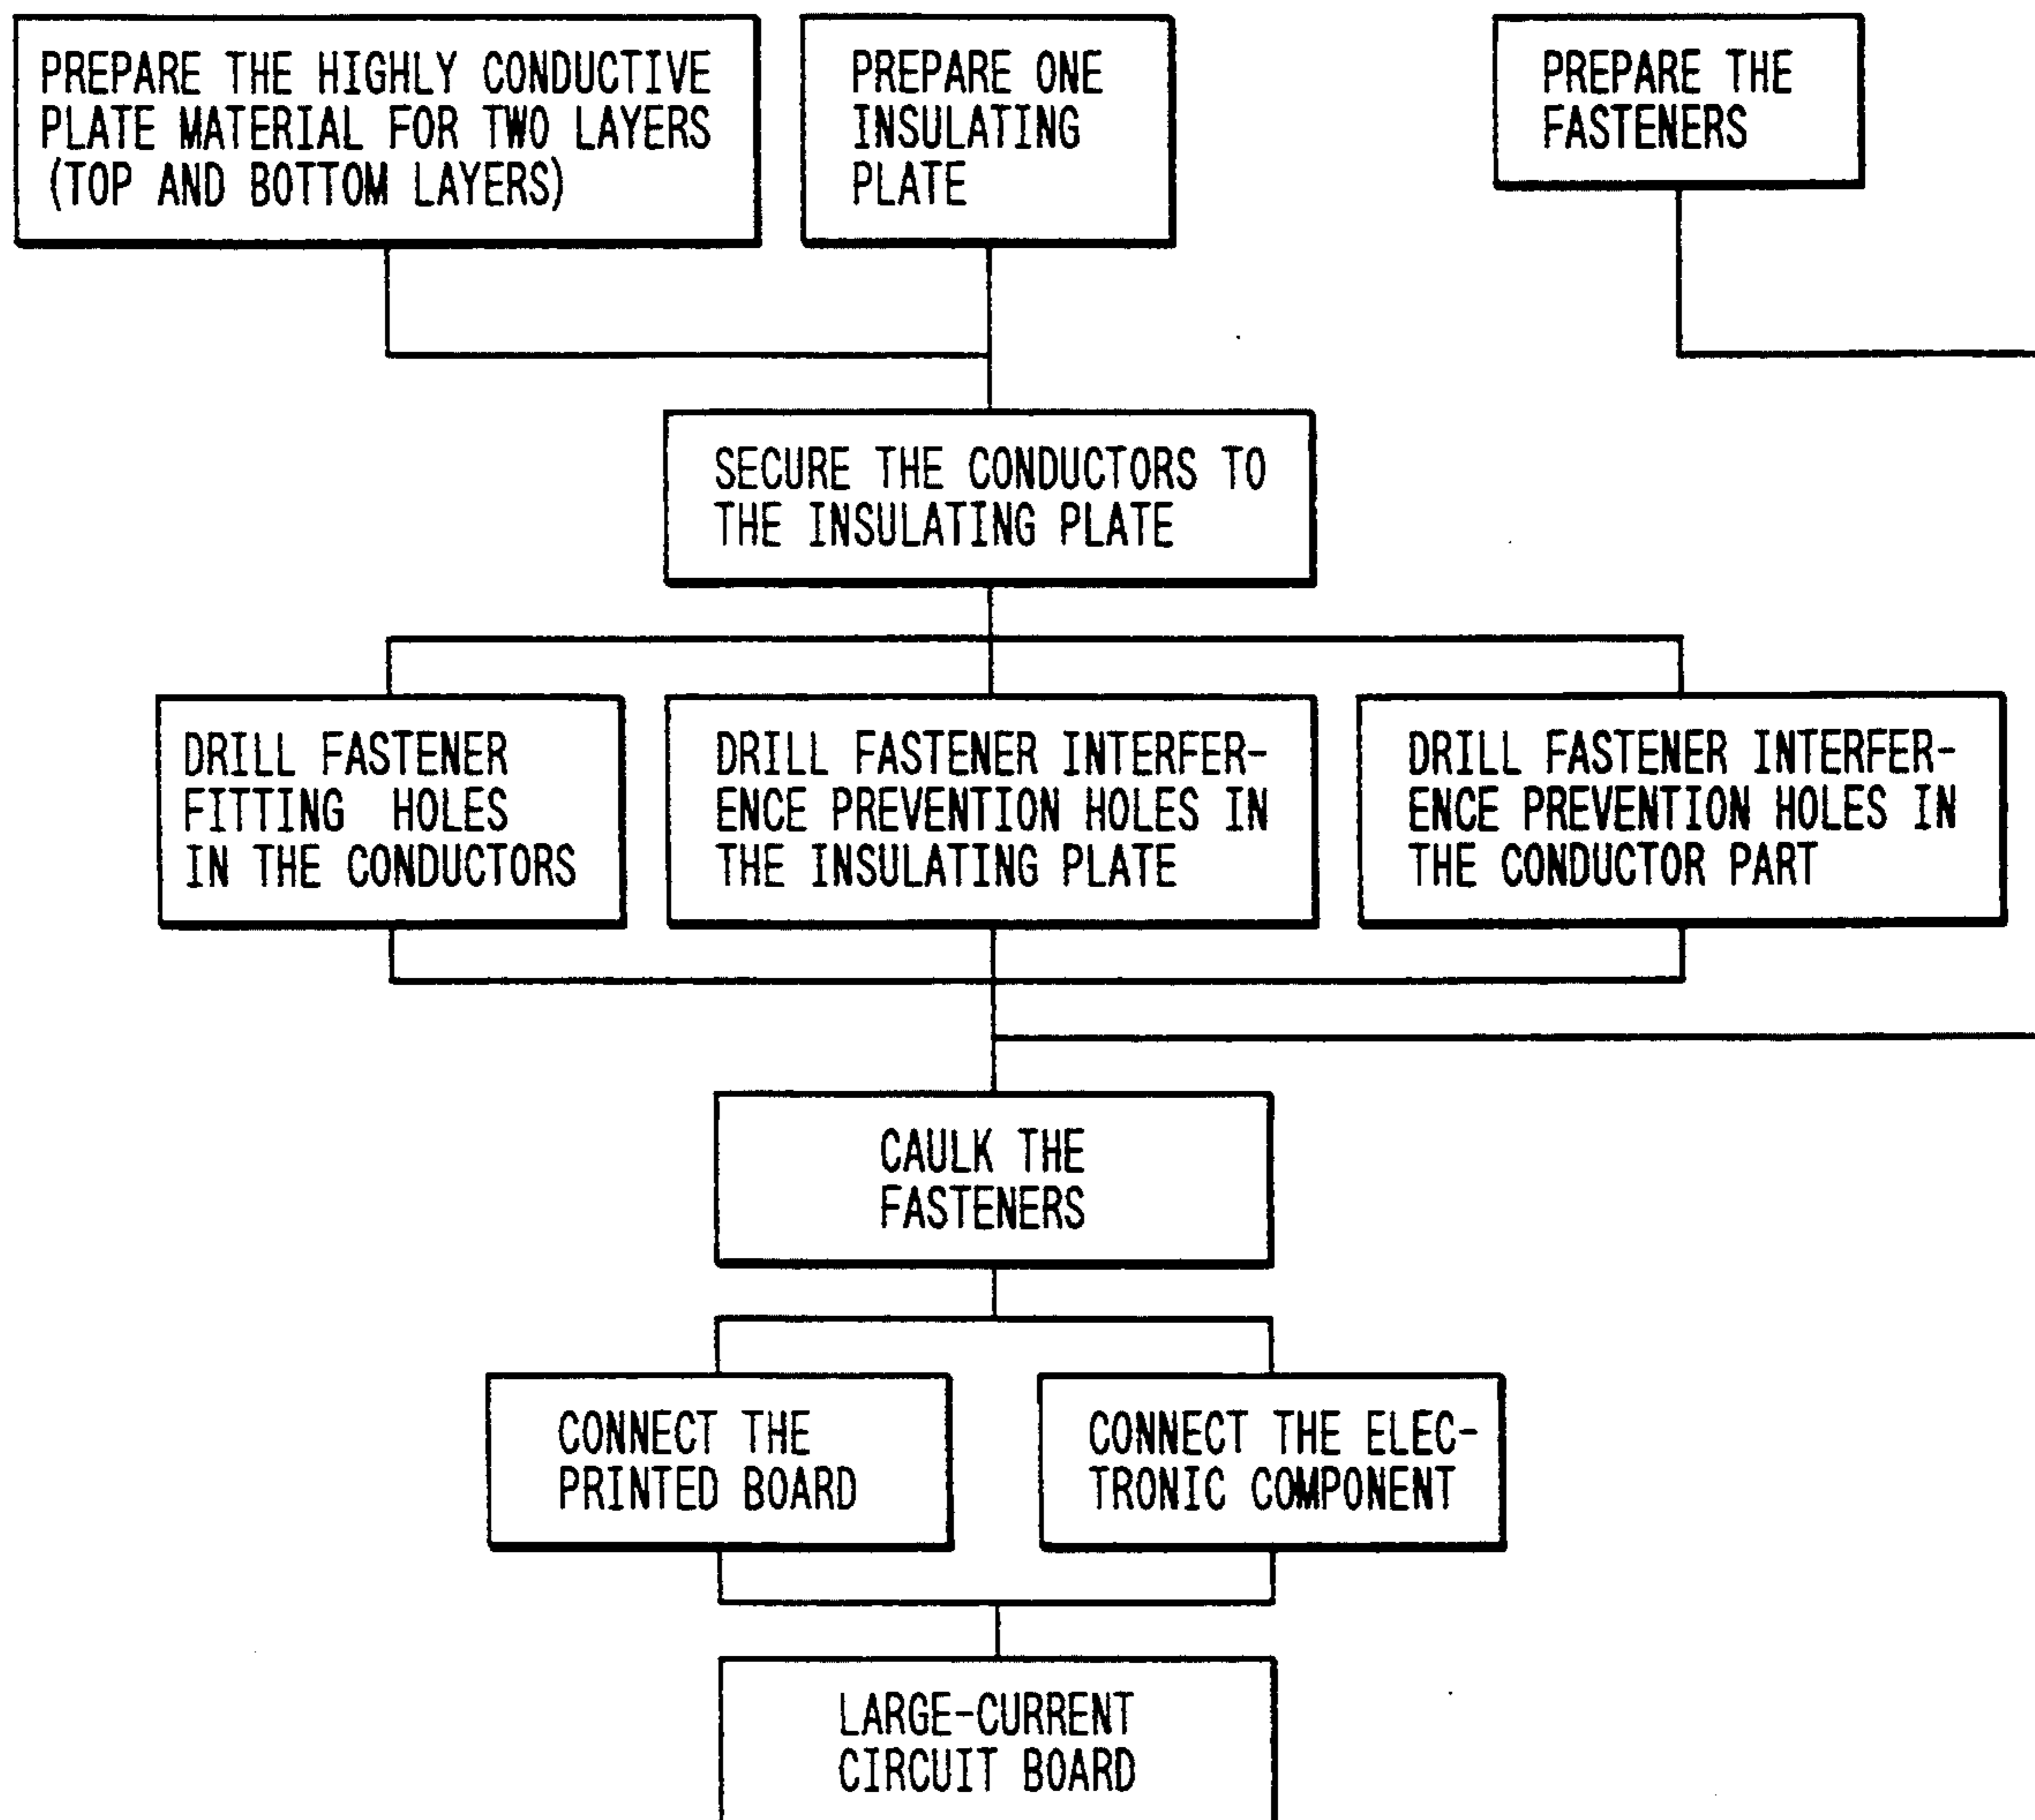 PREPARE THE HIGHLY CONDUCTIVE
PLATE MATERIAL FOR TWO LAYERS
(TOP AND BOTTOM LAYERS)
PREPARE ONE
INSULATING
PLATE
PREPARE THE
FASTENERS
SECURE THE CONDUCTORS TO
THE INSULATING PLATE
DRILL FASTENER
FITTING HOLES
IN THE CONDUCTORS
DRILL FASTENER INTERFER-
ENCE PREVENTION HOLES IN
THE INSULATING PLATE
DRILL FASTENER INTERFER-
ENCE PREVENTION HOLES IN
THE CONDUCTOR PART
CAULK THE
FASTENERS
CONNECT THE
PRINTED BOARD
CONNECT THE ELEC-
TRONIC COMPONENT
LARGE-CURRENT
CIRCUIT BOARD